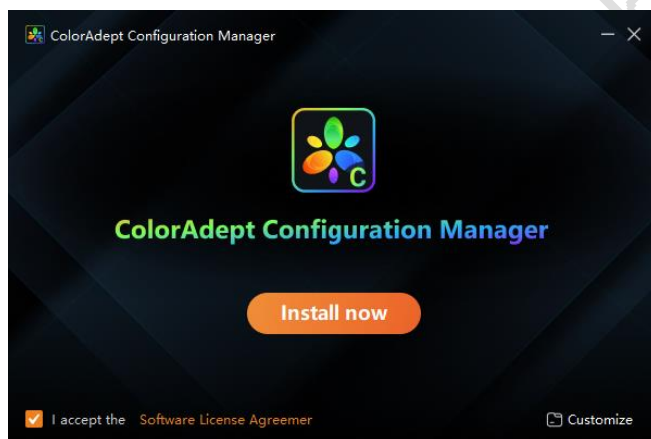 ColorAdept Configuration Manager
C
ColorAdept Configuration Manager
Install now
I accept the Software License Agreemer
Customize